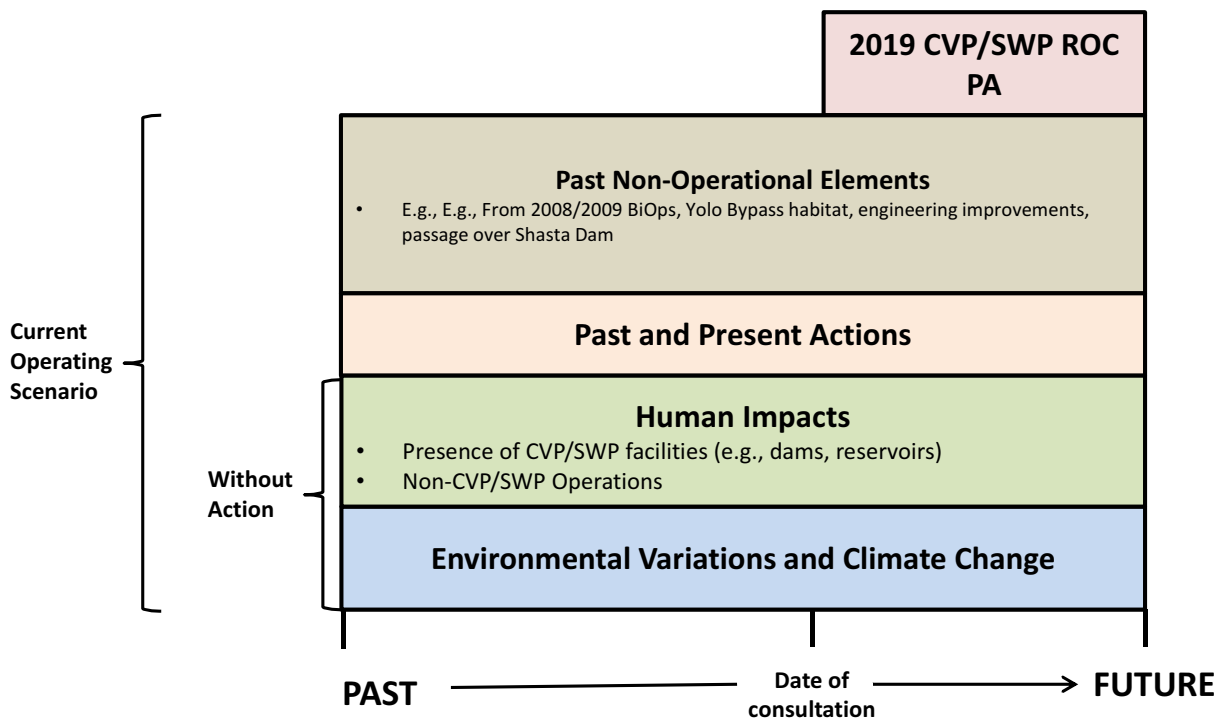 2019 CVP/SWP ROC
PA
Past Non-Operational Elements
• E.g., E.g., From 2008/2009 BiOps, Yolo Bypass habitat, engineering improvements,
passage over Shasta Dam
Current
Operating
Scenario
Past and Present Actions
Human Impacts
• Presence of CVP/SWP facilities (e.g., dams, reservoirs)
• Non-CVP/SWP Operations
Without
Action
Environmental Variations and Climate Change
PAST
Date of
consultation
FUTURE